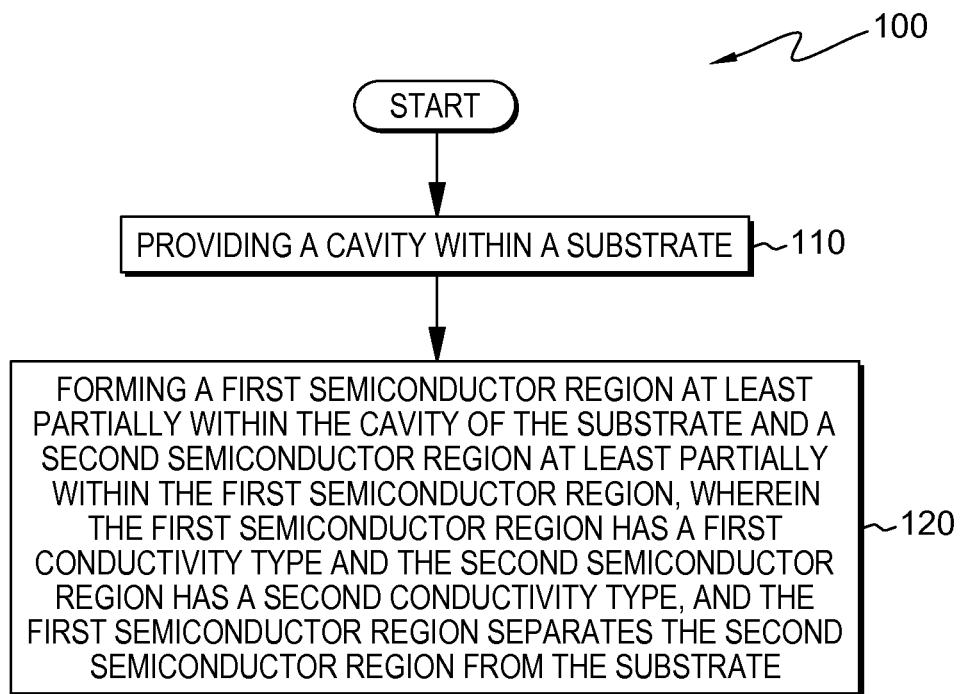 100
START
PROVIDING A CAVITY WITHIN A SUBSTRATE
110
FORMING A FIRST SEMICONDUCTOR REGION AT LEAST
PARTIALLY WITHIN THE CAVITY OF THE SUBSTRATE AND A
SECOND SEMICONDUCTOR REGION AT LEAST PARTIALLY
WITHIN THE FIRST SEMICONDUCTOR REGION, WHEREIN
THE FIRST SEMICONDUCTOR REGION HAS A FIRST
CONDUCTIVITY TYPE AND THE SECOND SEMICONDUCTOR
REGION HAS A SECOND CONDUCTIVITY TYPE, AND THE
FIRST SEMICONDUCTOR REGION SEPARATES THE SECOND
SEMICONDUCTOR REGION FROM THE SUBSTRATE
120